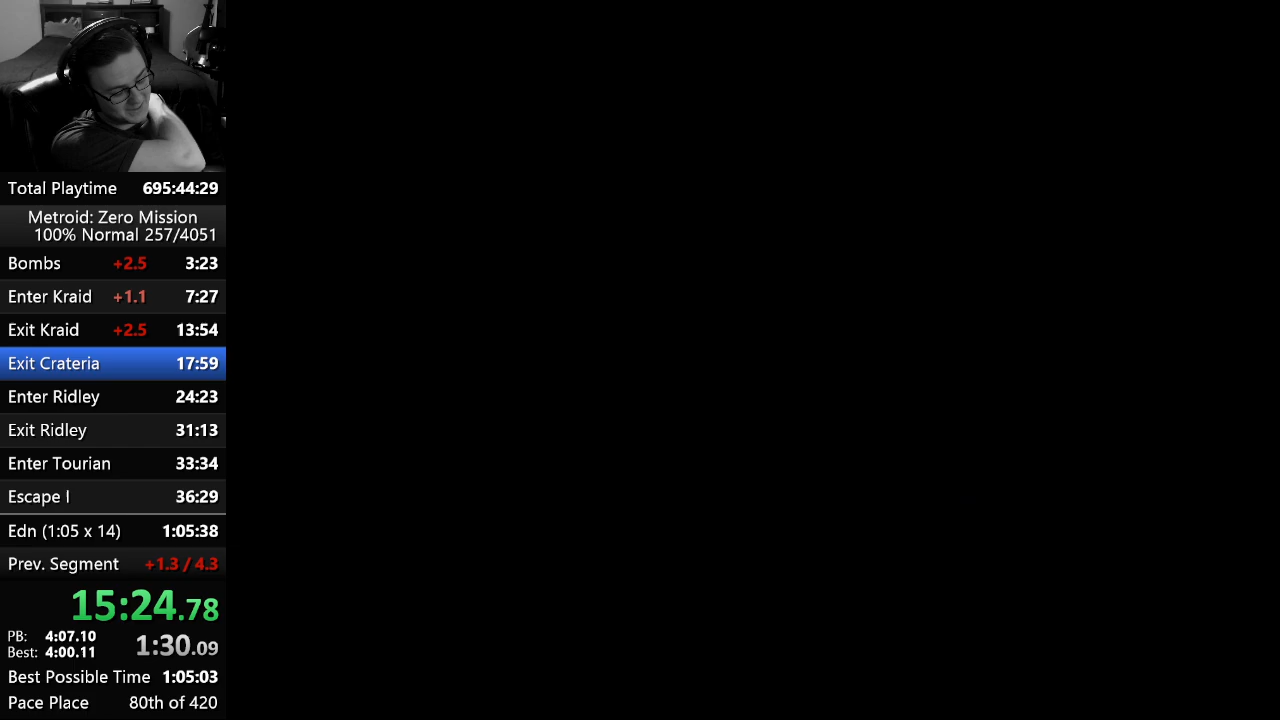 Total Playtime 695:44:29
Metroid: Zero Mission
100% Normal 257/4051
Bombs +2.5 3:23
Enter Kraid +1.1 7:27
Exit Kraid +2.5 13:54
Exit Crateria 17:59
Enter Ridley 24:23
Exit Ridley 31:13
Enter Tourian 33:34
Escape I 36:29
Edn (1:05 x 14) 1:05:38
Prev. Segment +1.3 / 4.3
15:24.78
PB: 4:07.10
Best: 4:00.11 1:30.09
Best Possible Time 1:05:03
Pace Place 80th of 420